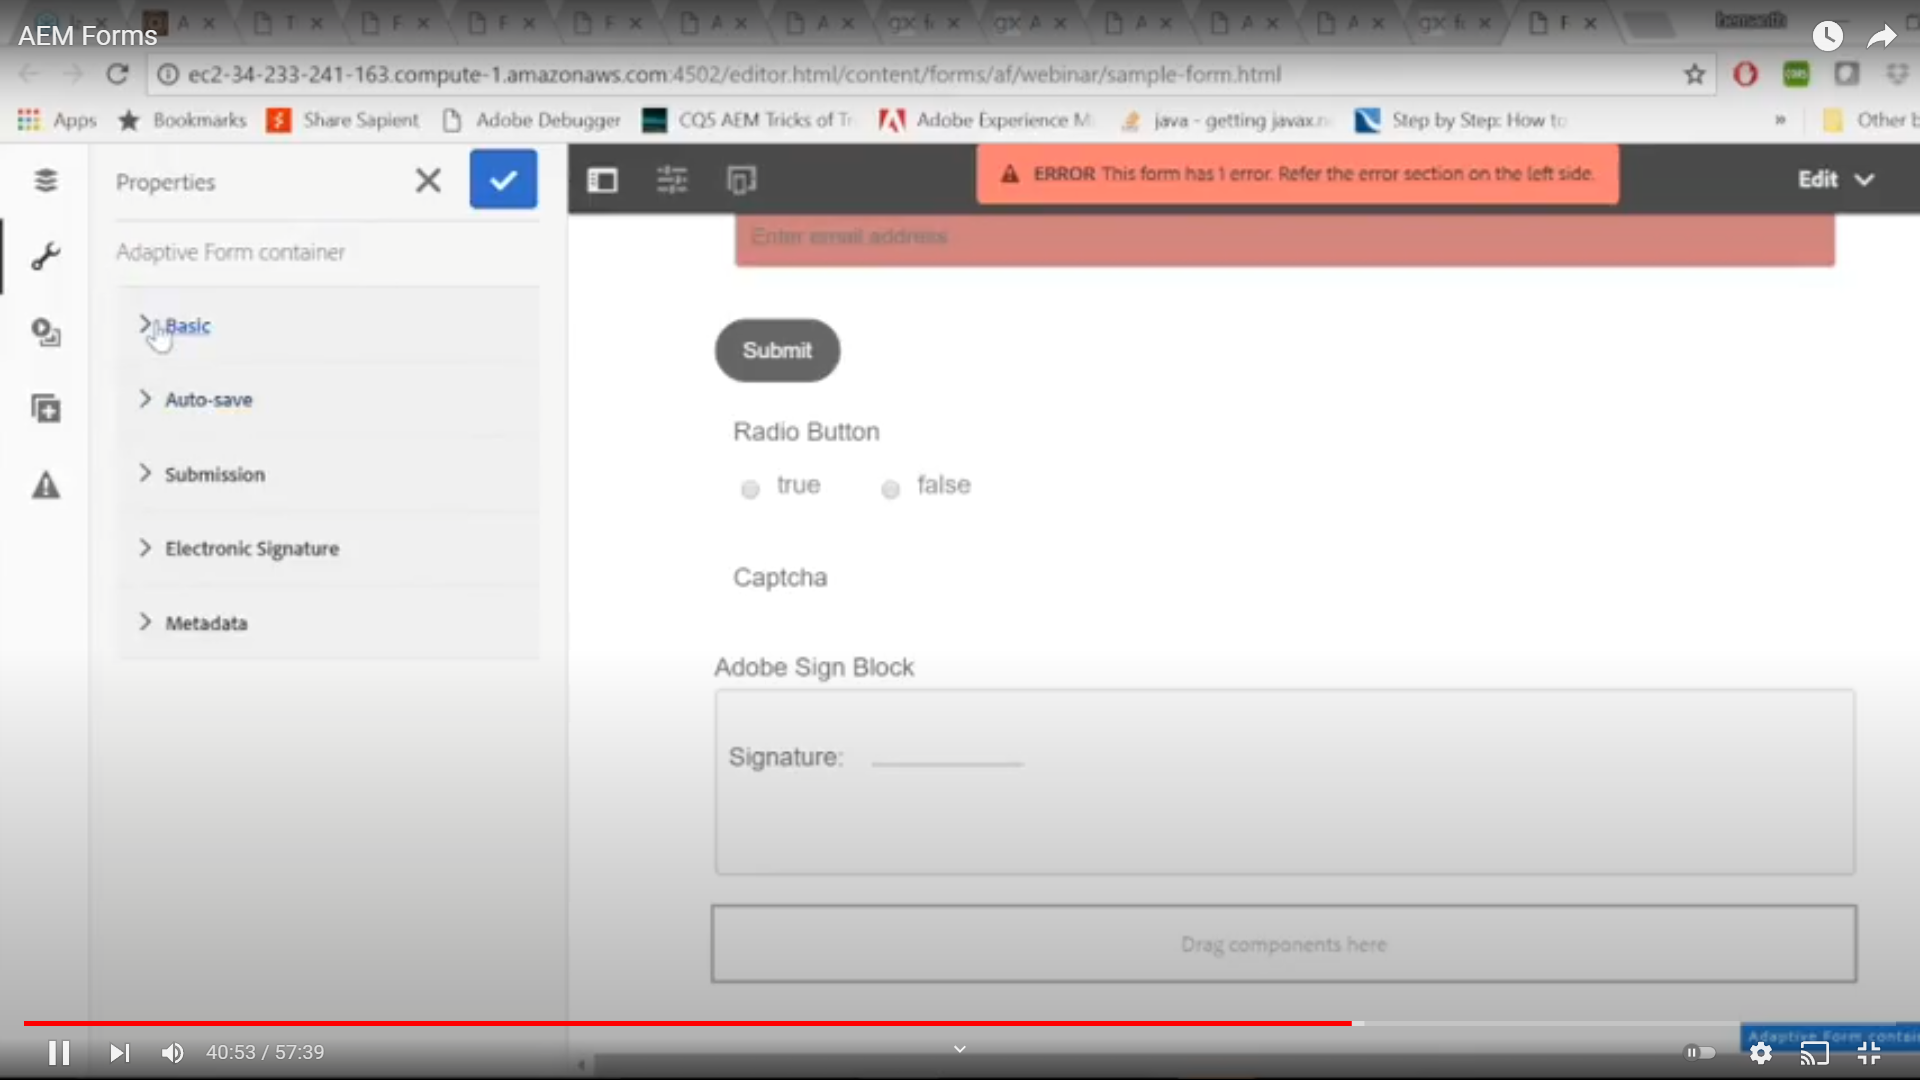 AEM Forms
ec2-34-233-241-163.compute-1.amazonaws.com:4502/editor.html/content/forms/af/webinar/sample-form.html
Apps Bookmarks Share Sapient Adobe Debugger CQ5 AEM Tricks of Tr Adobe Experience M java - getting javax.n Step by Step: How to » Other b
Properties
ERROR This form has 1 error. Refer the error section on the left side.
Edit
Adaptive Form container
Enter email address
Basic
Auto-save
Submission
Electronic Signature
Metadata
Submit
Radio Button
true false
Captcha
Adobe Sign Block
Signature:
Drag components here
Adaptive Form contai
40:53 / 57:39